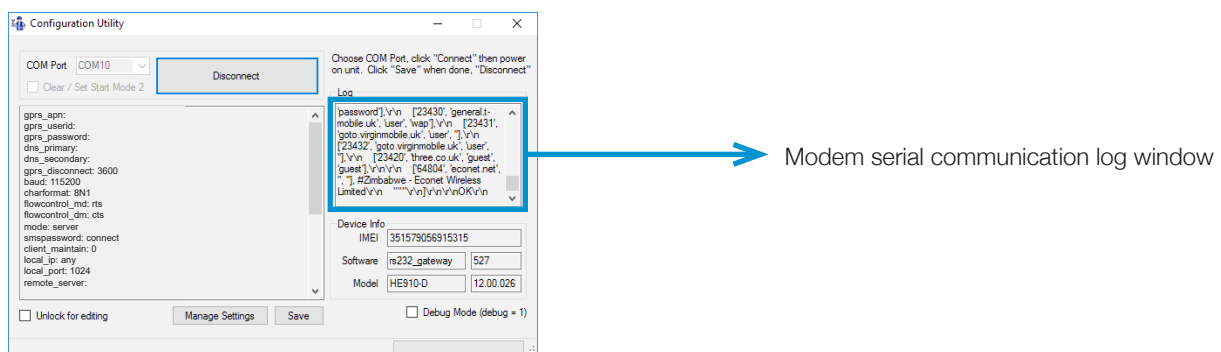 Configuration Utility
COM Port COM10
Disconnect
Clear / Set Start Mode 2
Choose COM Port, click "Connect" then power
on unit. Click "Save" when done, "Disconnect"
gprs_apn:
gprs_userid:
gprs_password:
dns_primary:
dns_secondary:
gprs_disconnect: 3600
baud: 115200
charformat: 8N1
flowcontrol_md: rts
flowcontrol_dm: cts
mode: server
smspassword: connect
client_maintain: 0
local_ip: any
local_port: 1024
remote_server:
Log
'password'],\r\n ['23430', 'general.t-
mobile.uk', 'user', 'wap'],\r\n ['23431',
'goto.virginmobile.uk', 'user', ''],\r\n
['23432', 'goto.virginmobile.uk', 'user',
''],\r\n ['23420', 'three.co.uk', 'guest',
'guest'],\r\n\r\n ['64804', 'econet.net',
'', ''], #Zimbabwe - Econet Wireless
Limited\r\n """\r\n]\r\n\r\nOK\r\n
Modem serial communication log window
Device Info
IMEI 351579056915315
Software rs232_gateway 527
Model HE910-D 12.00.026
Unlock for editing
Manage Settings
Save
Debug Mode (debug = 1)